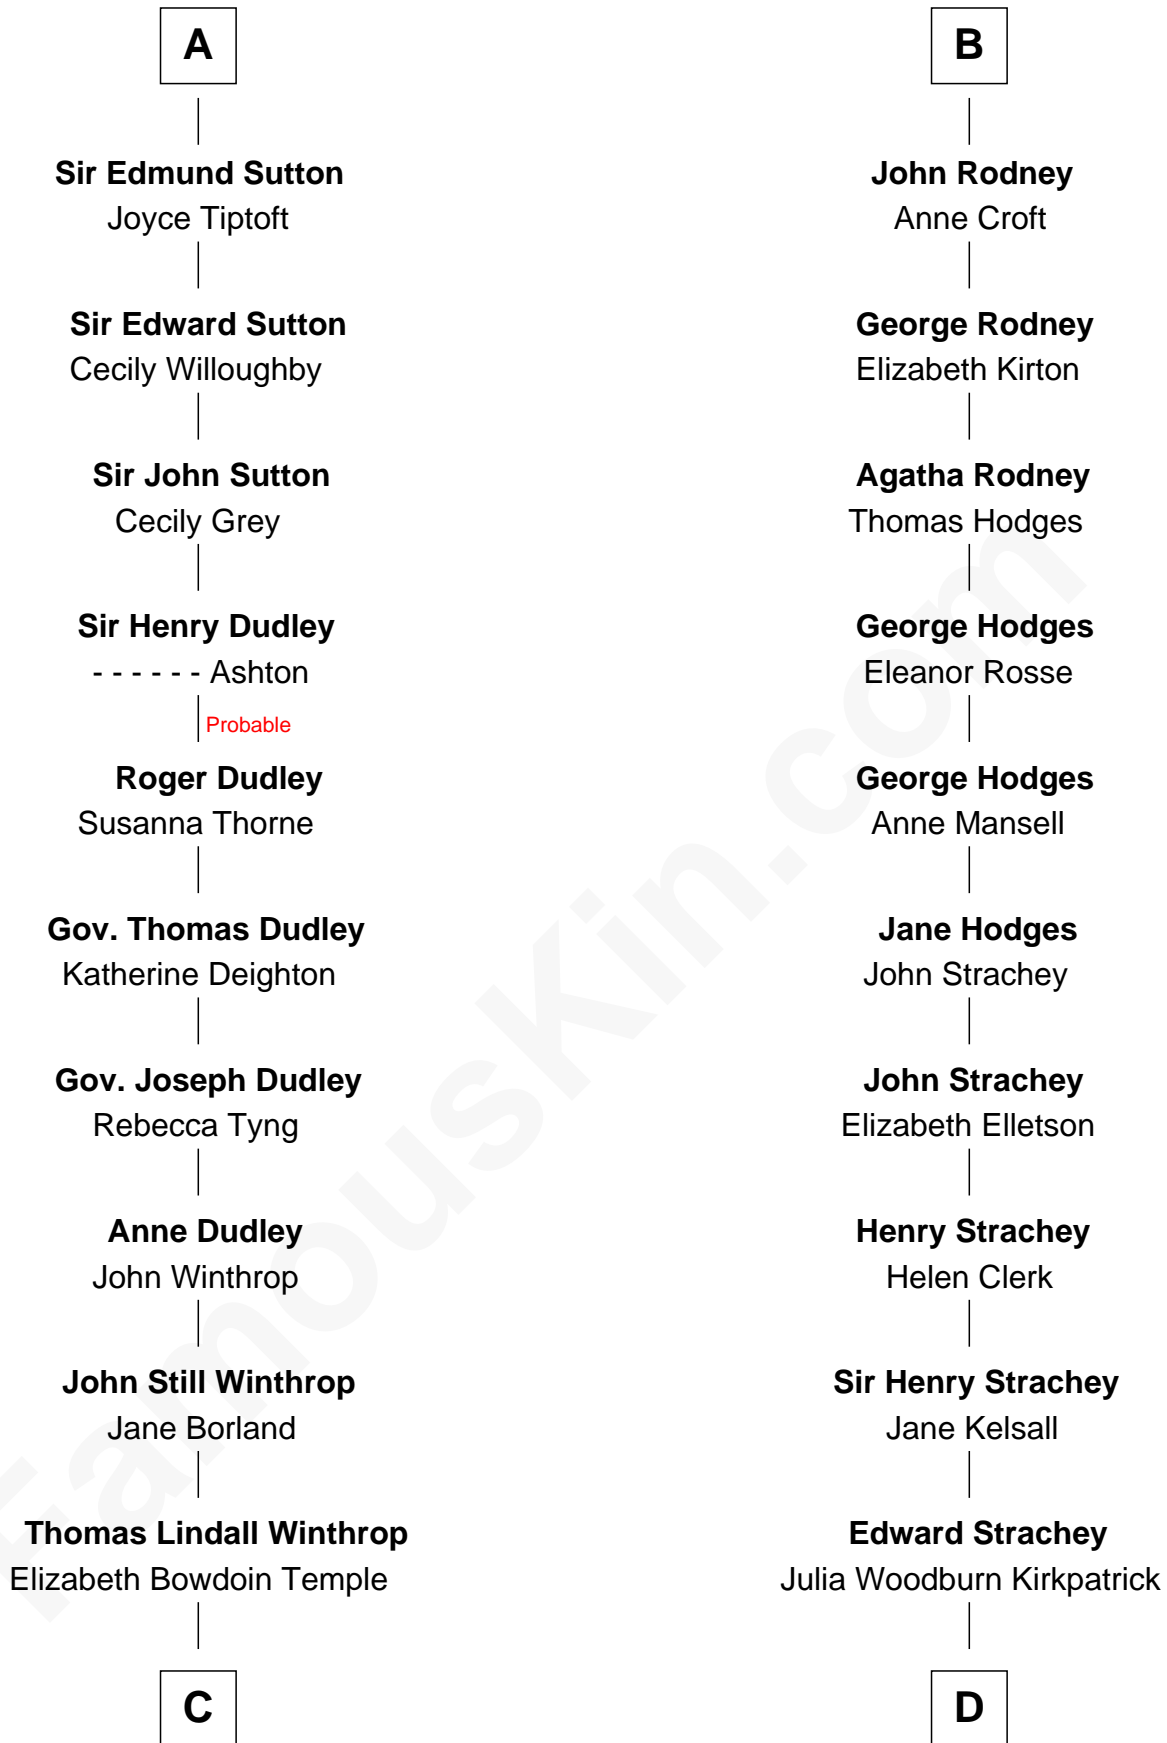 A
Sir Edmund Sutton
Joyce Tiptoft
Sir Edward Sutton
Cecily Willoughby
Sir John Sutton
Cecily Grey
Sir Henry Dudley
- - - - - - Ashton
Probable
Roger Dudley
Susanna Thorne
Gov. Thomas Dudley
Katherine Deighton
Gov. Joseph Dudley
Rebecca Tyng
Anne Dudley
John Winthrop
John Still Winthrop
Jane Borland
Thomas Lindall Winthrop
Elizabeth Bowdoin Temple
C
B
John Rodney
Anne Croft
George Rodney
Elizabeth Kirton
Agatha Rodney
Thomas Hodges
George Hodges
Eleanor Rosse
George Hodges
Anne Mansell
Jane Hodges
John Strachey
John Strachey
Elizabeth Elletson
Henry Strachey
Helen Clerk
Sir Henry Strachey
Jane Kelsall
Edward Strachey
Julia Woodburn Kirkpatrick
D
FamousKin.com